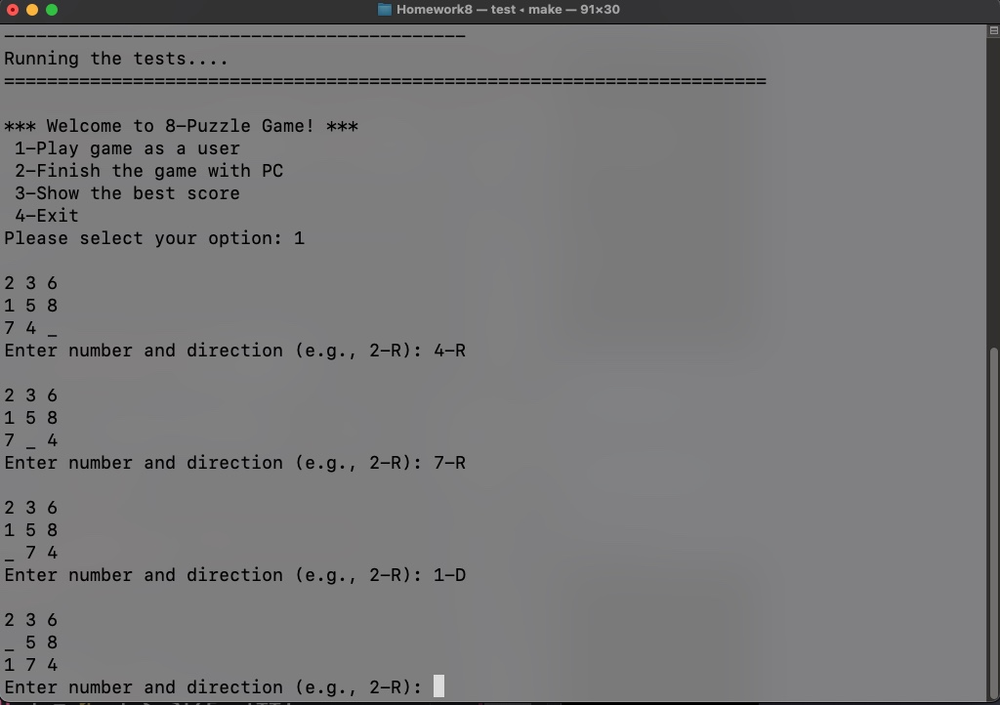 Homework8 — test ◂ make — 91×30
-------------------------------------------
Running the tests....
=======================================================================
*** Welcome to 8-Puzzle Game! ***
1-Play game as a user
2-Finish the game with PC
3-Show the best score
4-Exit
Please select your option: 1
2 3 6
1 5 8
7 4 _
Enter number and direction (e.g., 2-R): 4-R
2 3 6
1 5 8
7 _ 4
Enter number and direction (e.g., 2-R): 7-R
2 3 6
1 5 8
_ 7 4
Enter number and direction (e.g., 2-R): 1-D
2 3 6
_ 5 8
1 7 4
Enter number and direction (e.g., 2-R):